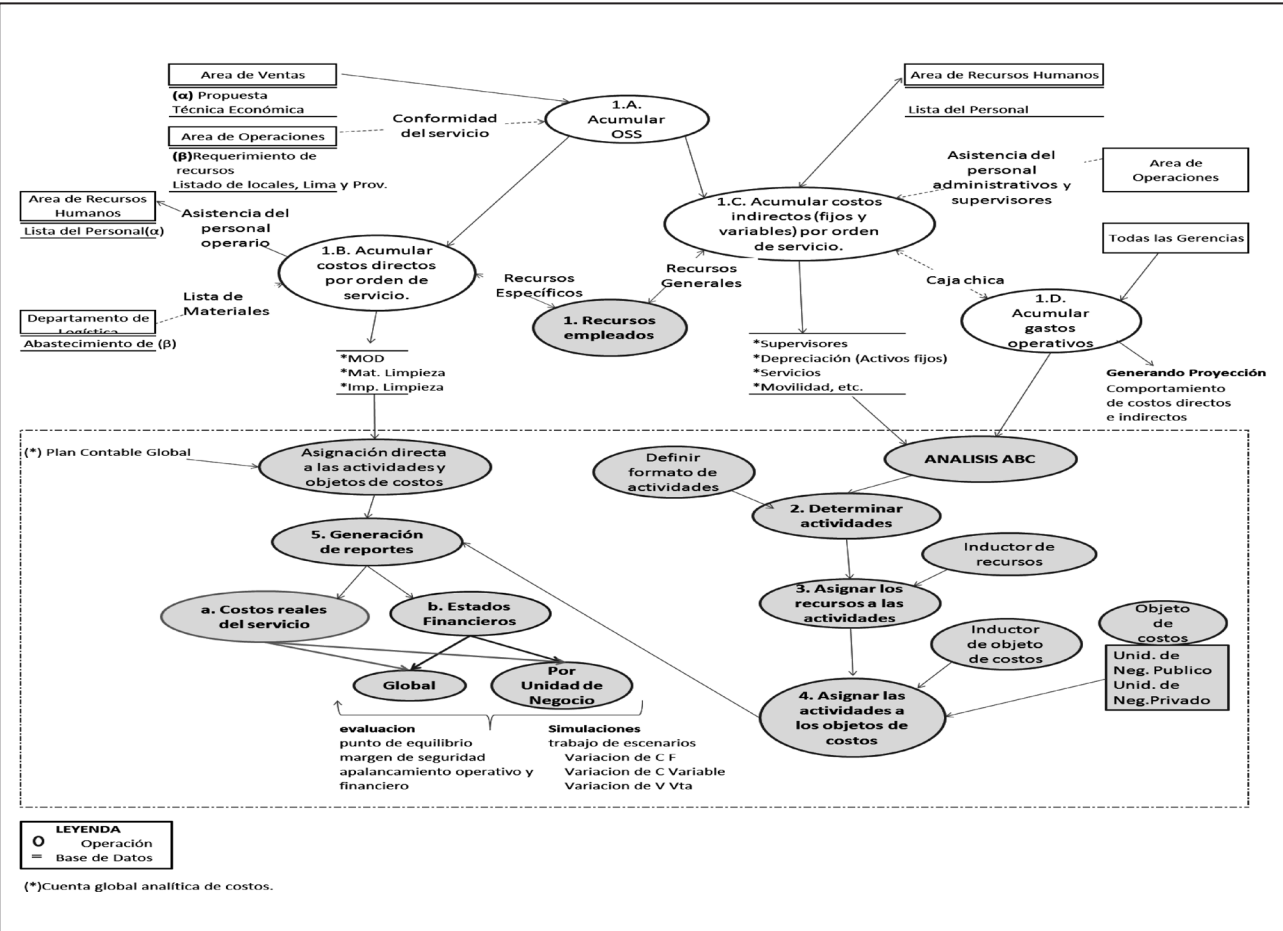 Area de Ventas
(α) Propuesta
Técnica Económica
Area de Operaciones
(β)Requerimiento de
recursos
Listado de locales, Lima y Prov.
Conformidad
del servicio
1.A.
Acumular
OSS
Area de Recursos Humanos
Lista del Personal
Asistencia del
personal
administrativos y
supervisores
Area de
Operaciones
Area de Recursos
Humanos
Lista del Personal(α)
Asistencia del
personal
operario
1.B. Acumular
costos directos
por orden de
servicio.
1.C. Acumular costos
indirectos (fijos y
variables) por orden
de servicio.
Todas las Gerencias
Lista de
Materiales
Departamento de
Logística
Abastecimiento de (β)
Recursos
Específicos
Recursos
Generales
1. Recursos
empleados
Caja chica
1.D.
Acumular
gastos
operativos
*MOD
*Mat. Limpieza
*Imp. Limpieza
*Supervisores
*Depreciación (Activos fijos)
*Servicios
*Movilidad, etc.
Generando Proyección
Comportamiento
de costos directos
e indirectos
(*) Plan Contable Global
Asignación directa
a las actividades y
objetos de costos
Definir
formato de
actividades
ANALISIS ABC
2. Determinar
actividades
5. Generación
de reportes
Inductor de
recursos
3. Asignar los
recursos a las
actividades
a. Costos reales
del servicio
b. Estados
Financieros
Inductor
de objeto
de costos
Objeto
de
costos
Unid. de
Neg. Publico
Unid. de
Neg.Privado
Global
Por
Unidad de
Negocio
4. Asignar las
actividades a
los objetos de
costos
evaluacion
punto de equilibrio
margen de seguridad
apalancamiento operativo y
financiero
Simulaciones
trabajo de escenarios
Variacion de C F
Variacion de C Variable
Variacion de V Vta
LEYENDA
O Operación
= Base de Datos
(*)Cuenta global analítica de costos.